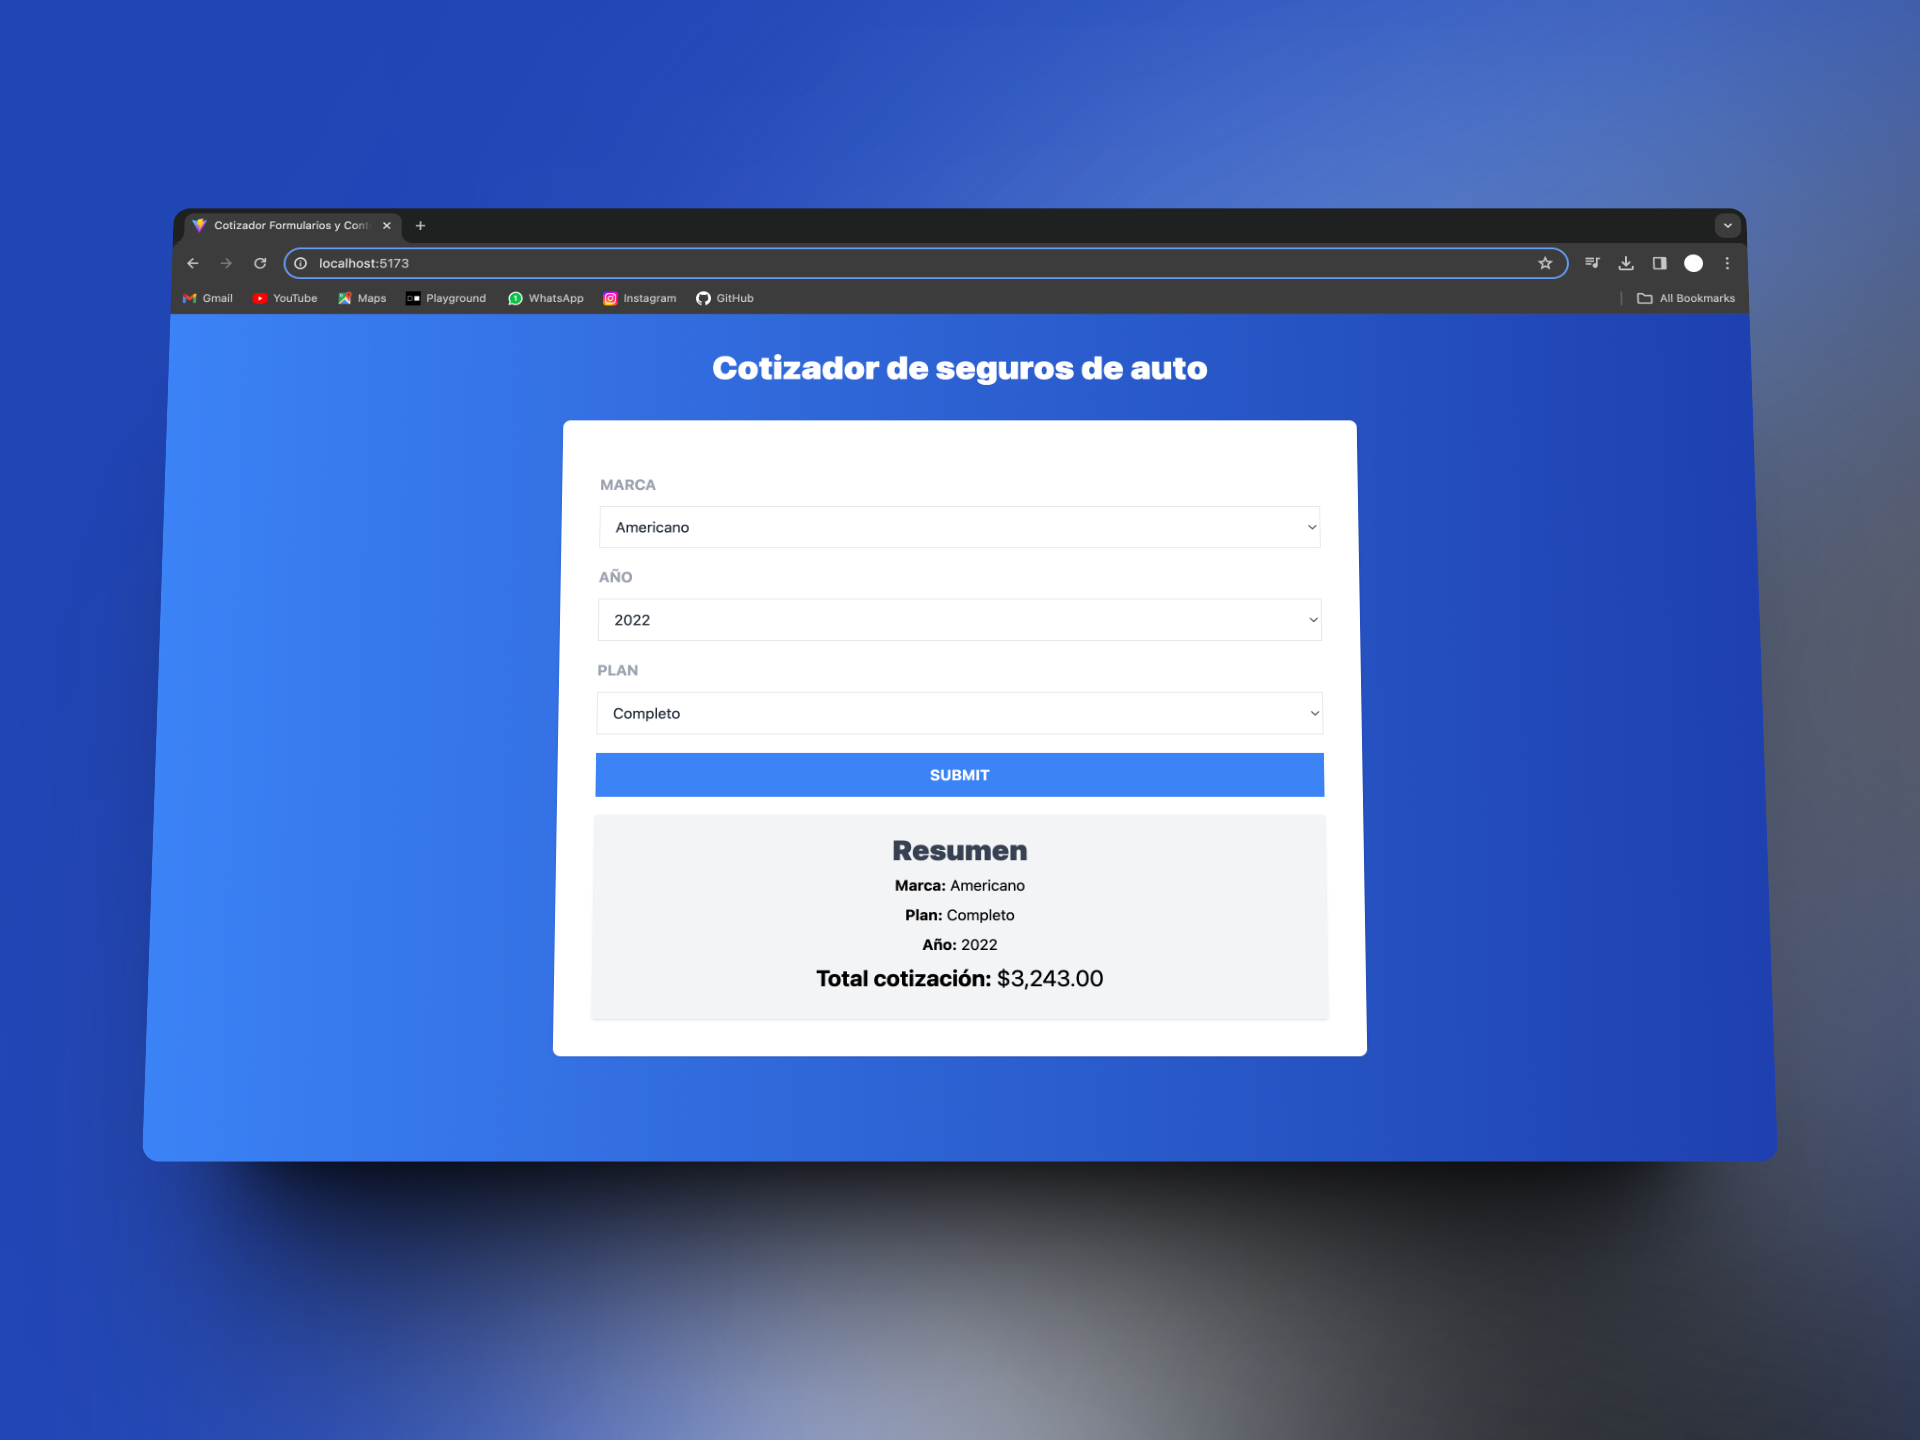 Cotizador Formularios y Cont
localhost:5173
Gmail YouTube Maps Playground WhatsApp Instagram GitHub All Bookmarks
Cotizador de seguros de auto
MARCA
Americano
AÑO
2022
PLAN
Completo
SUBMIT
Resumen
Marca: Americano
Plan: Completo
Año: 2022
Total cotización: $3,243.00